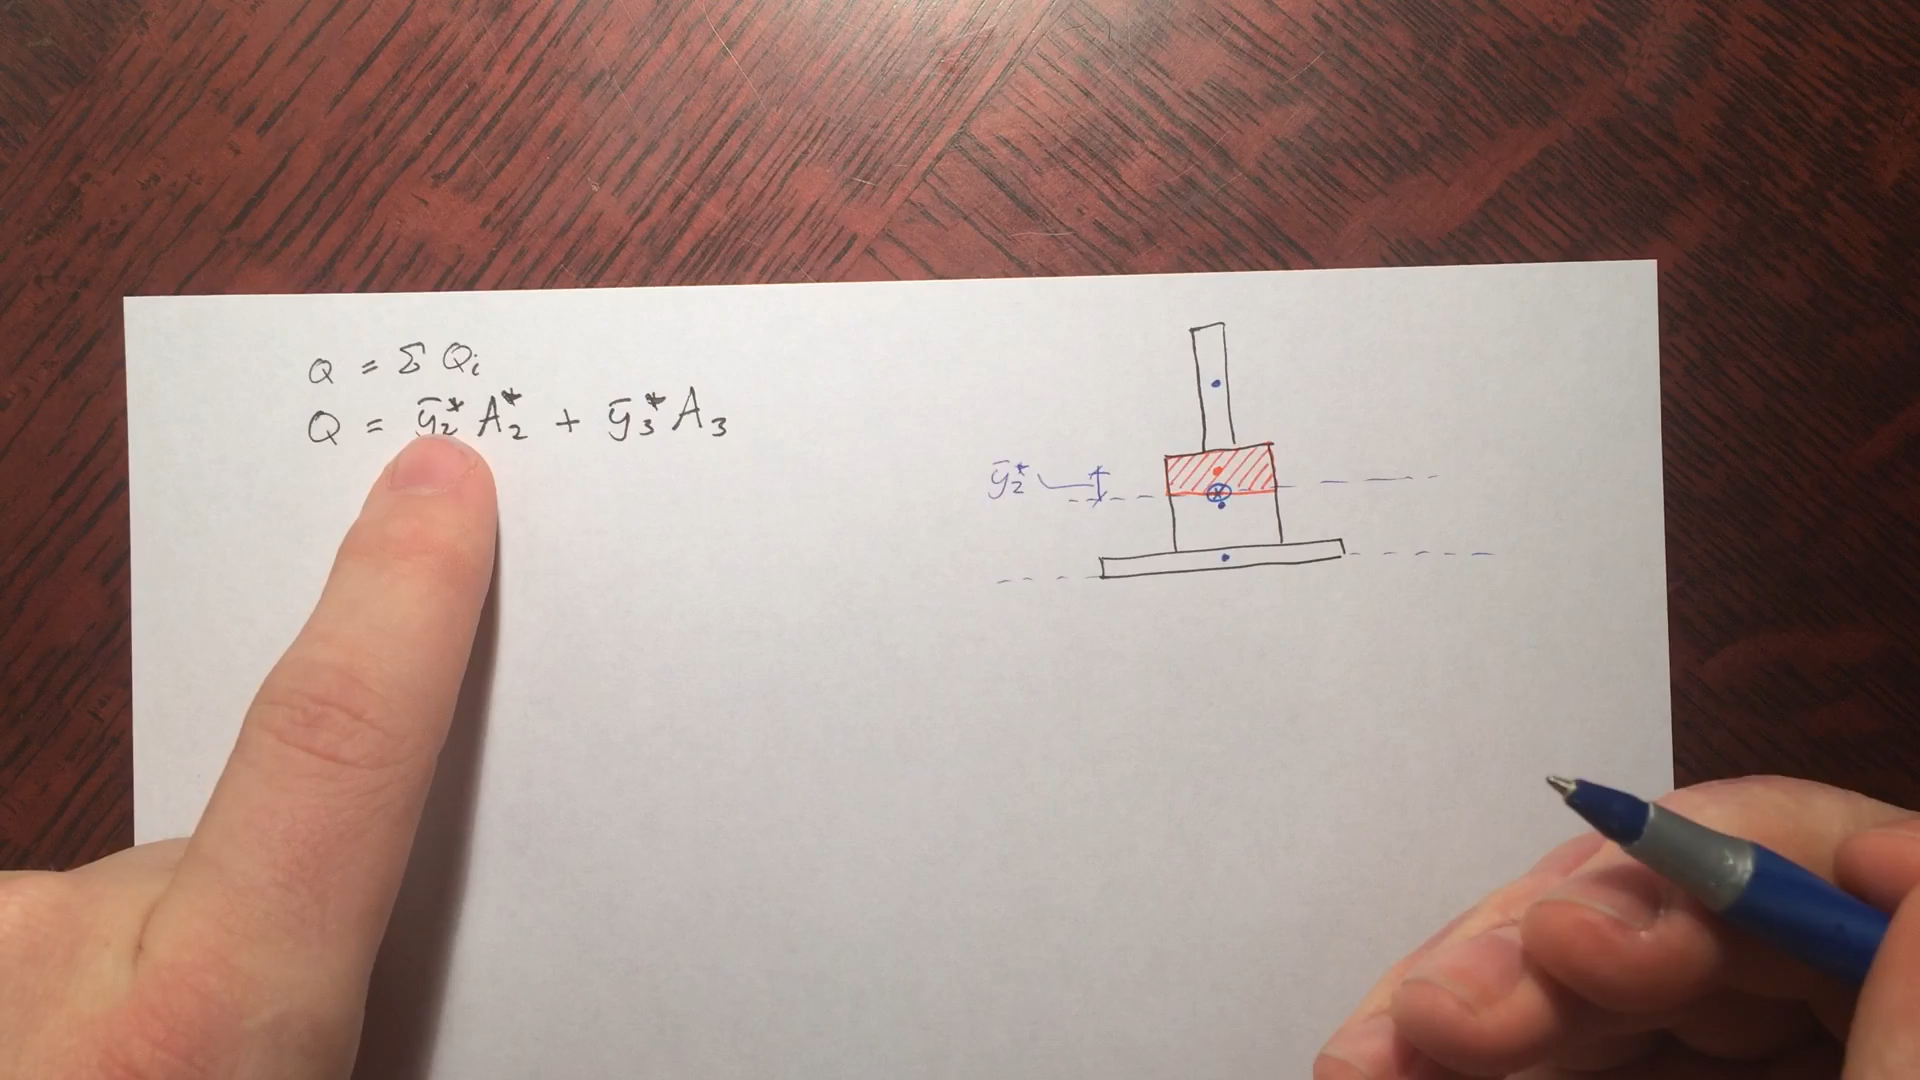 Q = Σ Qi
Q = ȳ₂* A₂* + ȳ₃* A₃
ȳ₂*